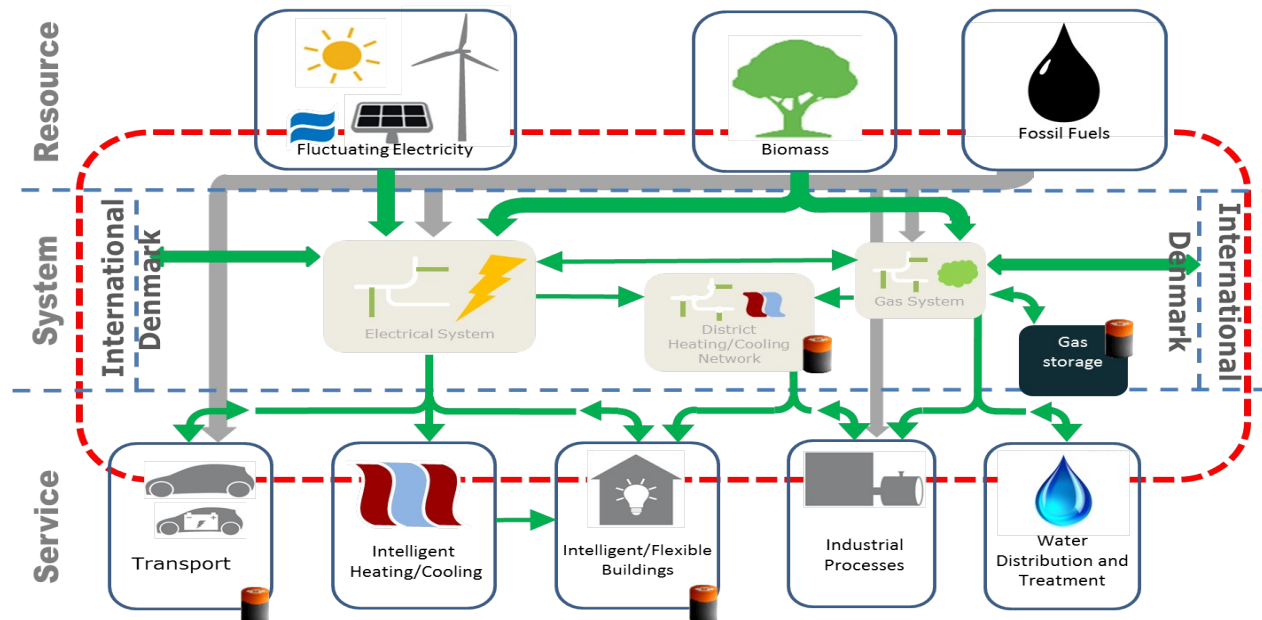 Resource
Fluctuating Electricity
Biomass
Fossil Fuels
System
International
Denmark
Electrical System
District
Heating/Cooling
Network
Gas System
Gas
storage
Denmark
International
Service
Transport
Intelligent
Heating/Cooling
Intelligent/Flexible
Buildings
Industrial
Processes
Water
Distribution and
Treatment